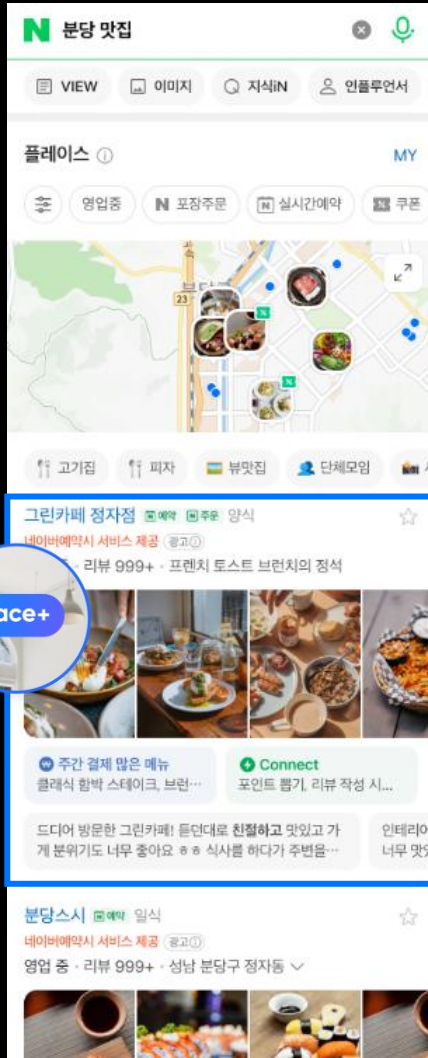 N 분당 맛집
VIEW 이미지 지식iN 인플루언서
플레이스
MY
영업중 N 포장주문 실시간예약 쿠폰
23
고기집 피자 뷰맛집 단체모임
그린카페 정자점 예약 주문 양식
네이버예약시 서비스 제공 광고
리뷰 999+ · 프렌치 토스트 브런치의 정석
ace+
주간 결제 많은 메뉴
클래식 함박 스테이크, 브런…
Connect
포인트 뽑기, 리뷰 작성 시...
드디어 방문한 그린카페! 듣던대로 친절하고 맛있고 가
게 분위기도 너무 좋아요 ㅎㅎ 식사를 하다가 주변을…
인테리어
너무 맛있
분당스시 예약 일식
네이버예약시 서비스 제공 광고
영업 중 · 리뷰 999+ · 성남 분당구 정자동